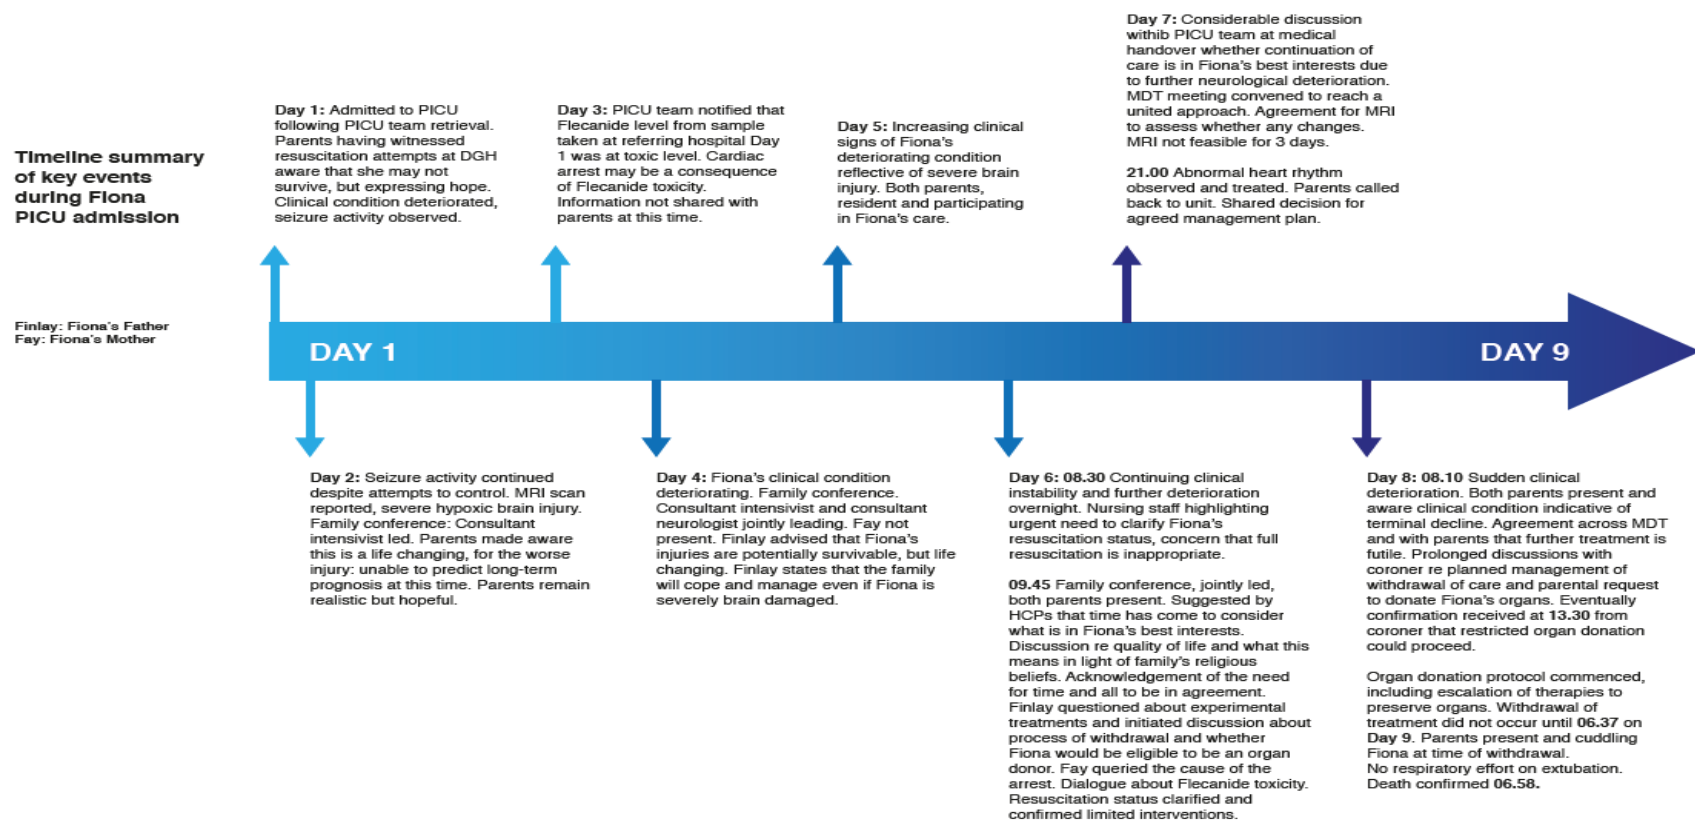 Timeline summary
of key events
during Fiona
PICU admission
Finlay: Fiona's Father
Fay: Fiona's Mother
Day 1: Admitted to PICU
following PICU team retrieval.
Parents having witnessed
resuscitation attempts at DGH
aware that she may not
survive, but expressing hope.
Clinical condition deteriorated,
seizure activity observed.
Day 3: PICU team notified that
Flecanide level from sample
taken at referring hospital Day
1 was at toxic level. Cardiac
arrest may be a consequence
of Flecanide toxicity.
Information not shared with
parents at this time.
Day 5: Increasing clinical
signs of Fiona's
deteriorating condition
reflective of severe brain
injury. Both parents,
resident and participating
in Fiona's care.
Day 7: Considerable discussion
withib PICU team at medical
handover whether continuation of
care is in Fiona's best interests due
to further neurological deterioration.
MDT meeting convened to reach a
united approach. Agreement for MRI
to assess whether any changes.
MRI not feasible for 3 days.
21.00 Abnormal heart rhythm
observed and treated. Parents called
back to unit. Shared decision for
agreed management plan.
DAY 1
DAY 9
Day 2: Seizure activity continued
despite attempts to control. MRI scan
reported, severe hypoxic brain injury.
Family conference: Consultant
intensivist led. Parents made aware
this is a life changing, for the worse
injury: unable to predict long-term
prognosis at this time. Parents remain
realistic but hopeful.
Day 4: Fiona's clinical condition
deteriorating. Family conference.
Consultant intensivist and consultant
neurologist jointly leading. Fay not
present. Finlay advised that Fiona's
injuries are potentially survivable, but life
changing. Finlay states that the family
will cope and manage even if Fiona is
severely brain damaged.
Day 6: 08.30 Continuing clinical
instability and further deterioration
overnight. Nursing staff highlighting
urgent need to clarify Fiona's
resuscitation status, concern that full
resuscitation is inappropriate.
09.45 Family conference, jointly led,
both parents present. Suggested by
HCPs that time has come to consider
what is in Fiona's best interests.
Discussion re quality of life and what this
means in light of family's religious
beliefs. Acknowledgement of the need
for time and all to be in agreement.
Finlay questioned about experimental
treatments and initiated discussion about
process of withdrawal and whether
Fiona would be eligible to be an organ
donor. Fay queried the cause of the
arrest. Dialogue about Flecanide toxicity.
Resuscitation status clarified and
confirmed limited interventions.
Day 8: 08.10 Sudden clinical
deterioration. Both parents present and
aware clinical condition indicative of
terminal decline. Agreement across MDT
and with parents that further treatment is
futile. Prolonged discussions with
coroner re planned management of
withdrawal of care and parental request
to donate Fiona's organs. Eventually
confirmation received at 13.30 from
coroner that restricted organ donation
could proceed.
Organ donation protocol commenced,
including escalation of therapies to
preserve organs. Withdrawal of
treatment did not occur until 06.37 on
Day 9. Parents present and cuddling
Fiona at time of withdrawal.
No respiratory effort on extubation.
Death confirmed 06.58.